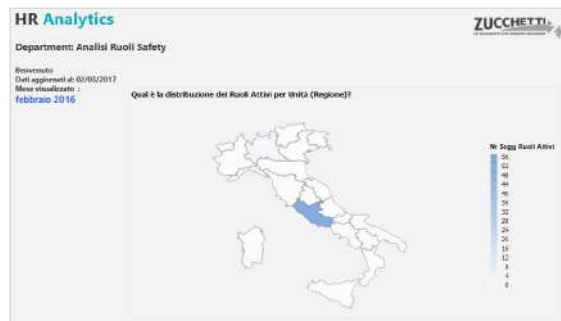 HR Analytics
ZUCCHETTI
Department: Analisi Ruoli Safety
Benvenuto
Dati aggiornati al: 02/03/2017
Mese visualizzato :
febbraio 2016
Qual è la distribuzione dei Ruoli Attivi per Unità (Regione)?
Nr Sogg Ruoli Attivi
56
52
48
44
40
36
32
28
24
20
16
12
8
4
0